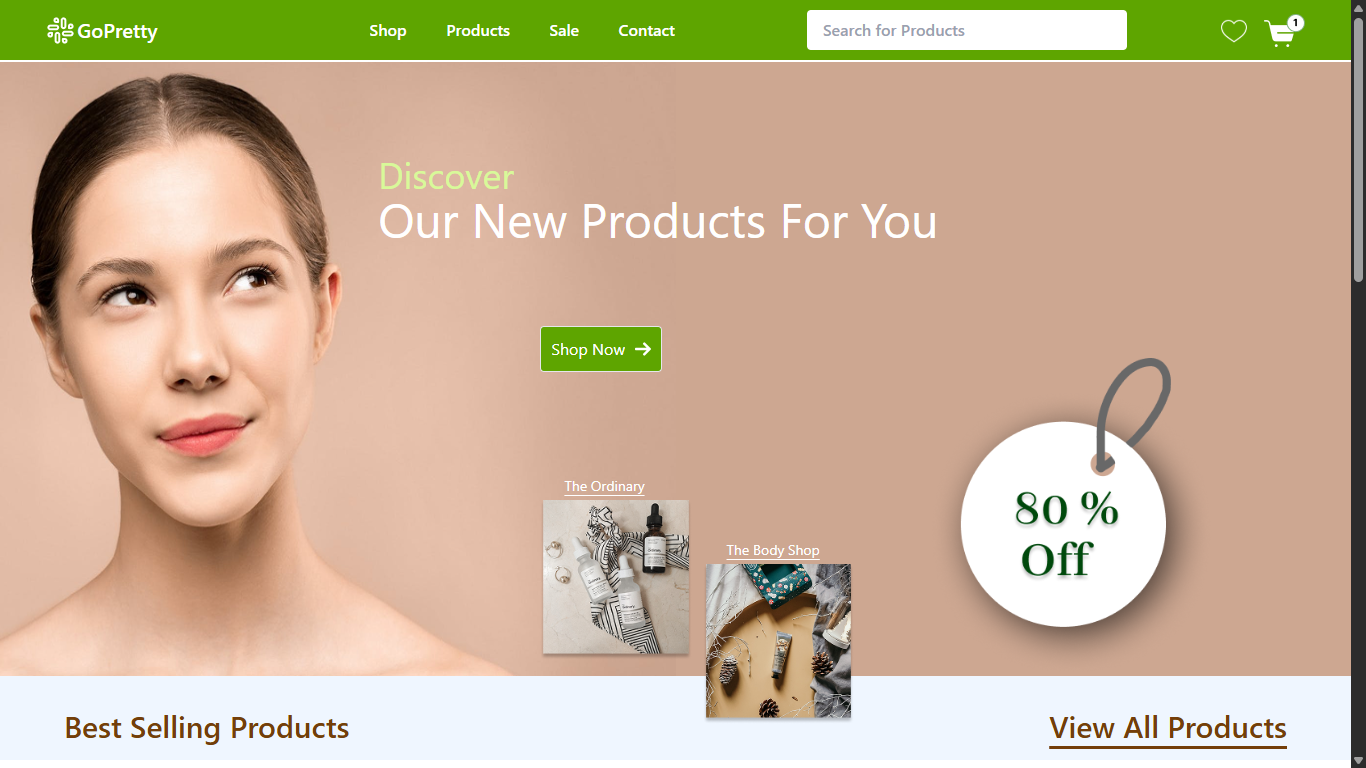 GoPretty
Shop
Products
Sale
Contact
Search for Products
1
Discover
Our New Products For You
Shop Now
The Ordinary
The Body Shop
80 %
Off
Best Selling Products
View All Products